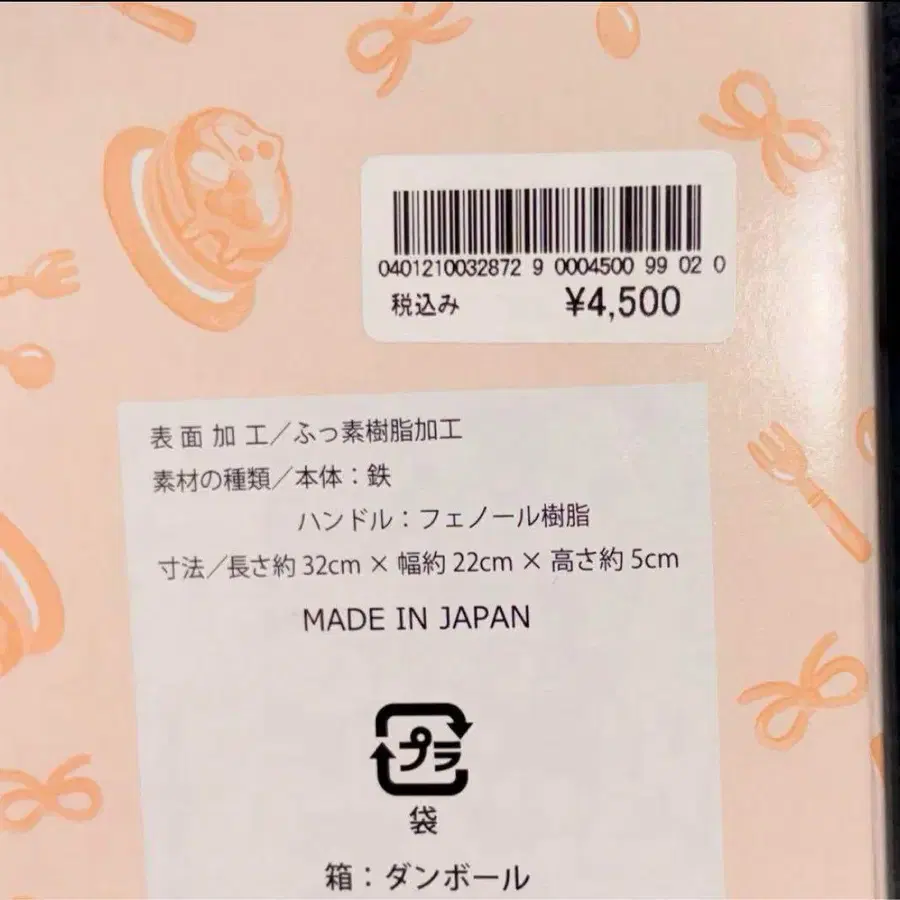 0401210032872 9 0004500 99 02 0
税込み ¥4,500
表面加工/ふっ素樹脂加工
素材の種類/本体:鉄
ハンドル:フェノール樹脂
寸法/長さ約32cm×幅約22cm×高さ約5cm
MADE IN JAPAN
プラ
袋
箱:ダンボール